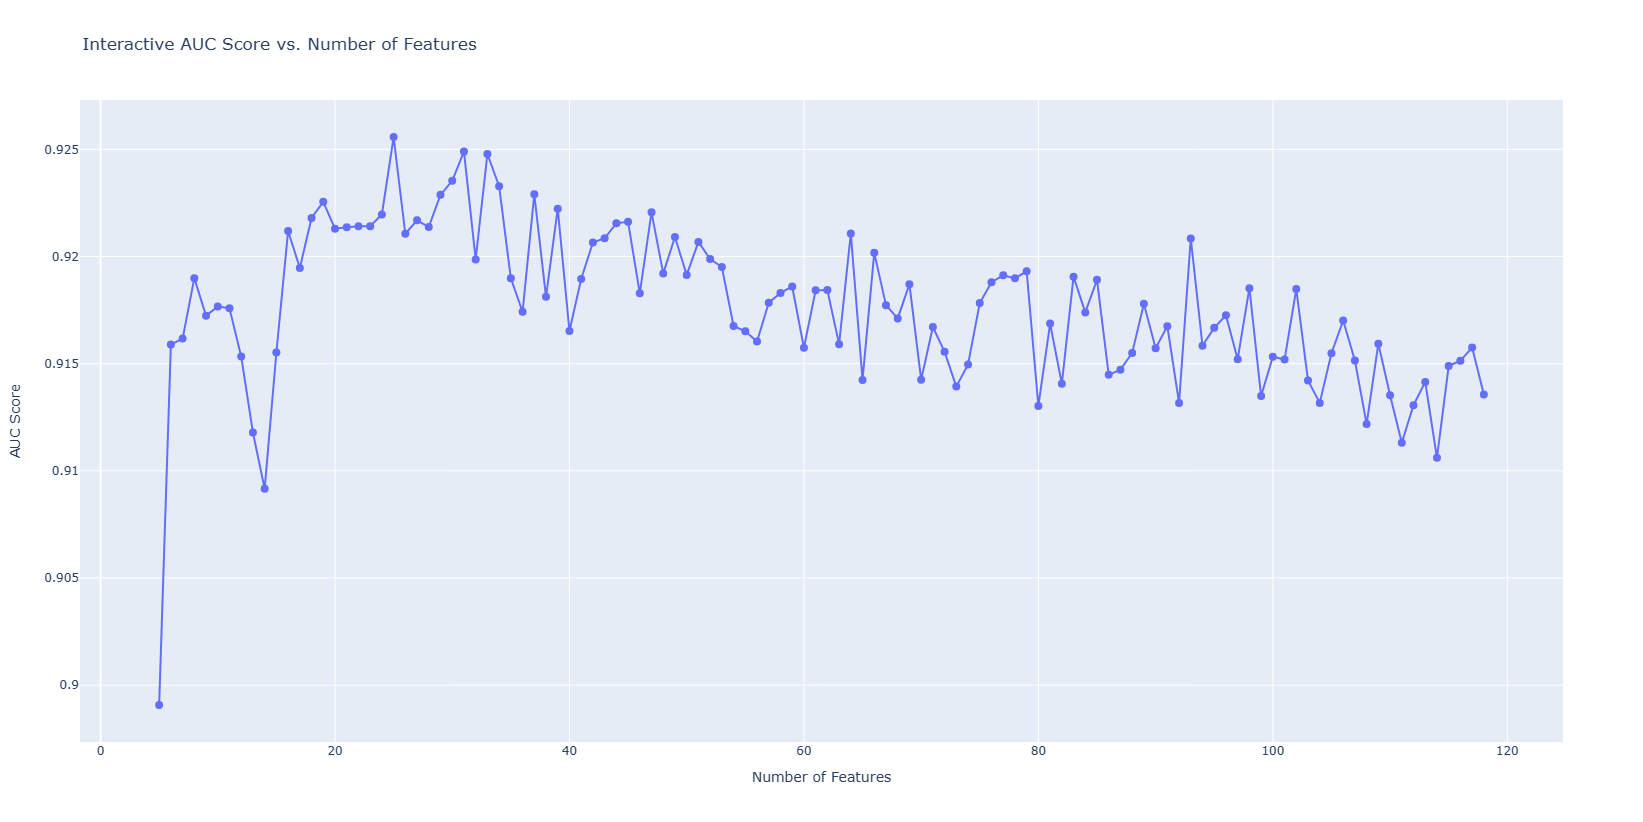 Interactive AUC Score vs. Number of Features
AUC Score
0.925
0.92
0.915
0.91
0.905
0.9
0 20 40 60 80 100 120
Number of Features